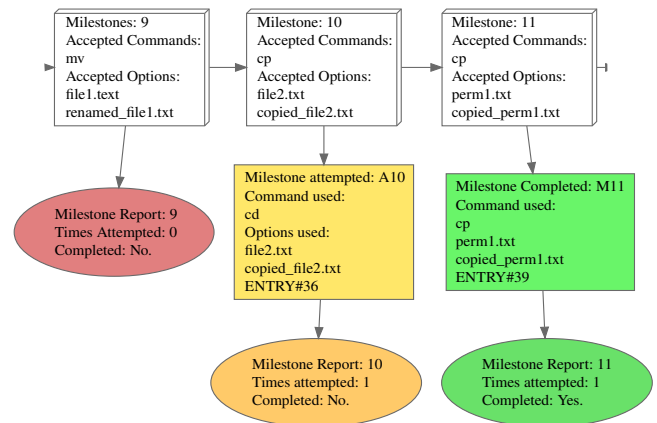 Milestones: 9
Accepted Commands:
mv
Accepted Options:
file1.text
renamed_file1.txt
Milestones: 10
Accepted Commands:
cp
Accepted Options:
file2.txt
copied_file2.txt
Milestones: 11
Accepted Commands:
cp
Accepted Options:
perm1.txt
copied_perm1.txt
Milestone Report: 9
Times Attempted: 0
Completed: No.
Milestone attempted: A10
Command used:
cd
Options used:
file2.txt
copied_file2.txt
ENTRY#36
Milestone Completed: M11
Command used:
cp
perm1.txt
copied_perm1.txt
ENTRY#39
Milestone Report: 10
Times attempted: 1
Completed: No.
Milestone Report: 11
Times attempted: 1
Completed: Yes.